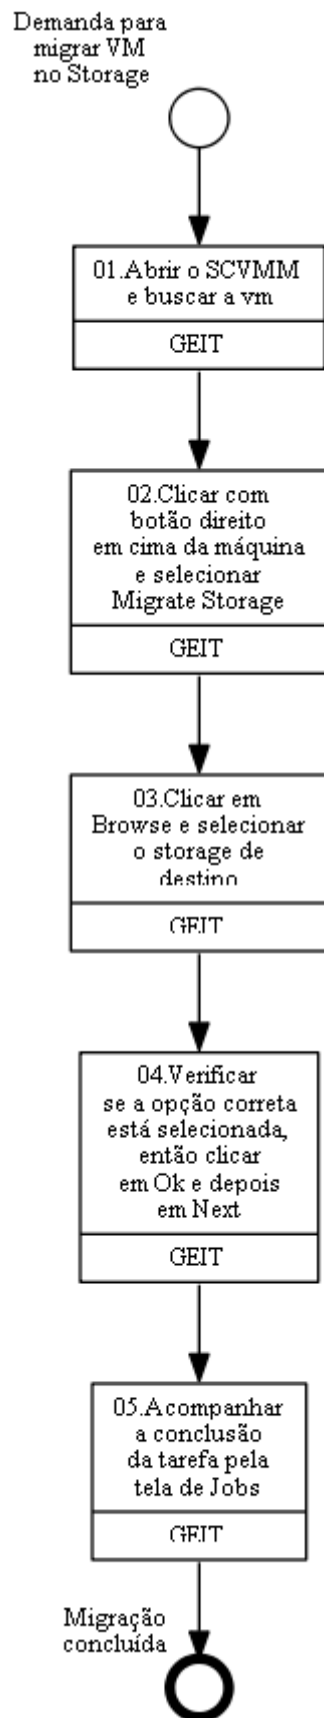 Demanda para
migrar VM
no Storage
01.Abrir o SCVMM
e buscar a vm
GEIT
02.Clicar com
botão direito
em cima da máquina
e selecionar
Migrate Storage
GEIT
03.Clicar em
Browse e selecionar
o storage de
destino
GEIT
04.Verificar
se a opção correta
está selecionada,
então clicar
em Ok e depois
em Next
GEIT
05.Acompanhar
a conclusão
da tarefa pela
tela de Jobs
GEIT
Migração
concluída